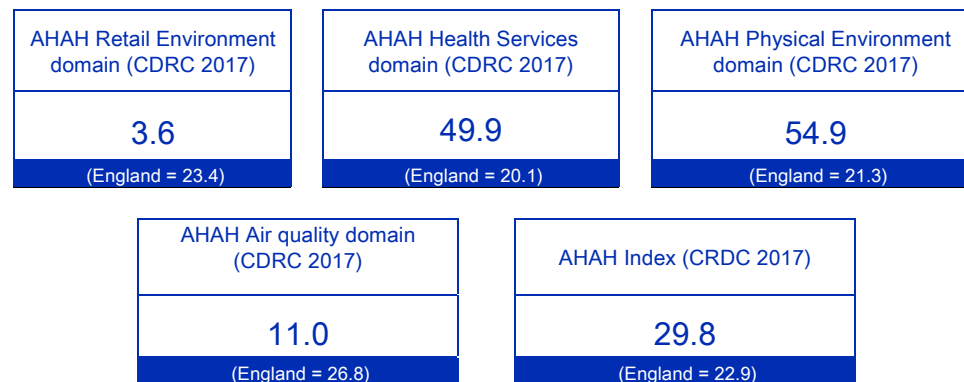 AHAH Retail Environment
domain (CDRC 2017)
3.6
(England = 23.4)
AHAH Health Services
domain (CDRC 2017)
49.9
(England = 20.1)
AHAH Physical Environment
domain (CDRC 2017)
54.9
(England = 21.3)
AHAH Air quality domain
(CDRC 2017)
11.0
(England = 26.8)
AHAH Index (CRDC 2017)
29.8
(England = 22.9)